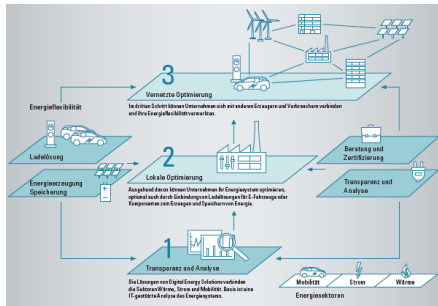 3
Vernetzte Optimierung
Im dritten Schritt können Unternehmen sich mit anderen Erzeugern und Verbrauchern verbinden
und ihre Energieflexibilität vermarkten.
Energieflexibilität
Ladelösung
Energieerzeugung
Speicherung
2
Lokale Optimierung
Ausgehend davon können Unternehmen ihr Energiesystem optimieren,
optional auch durch Einbindung von Ladelösungen für E-Fahrzeuge oder
Komponenten zum Erzeugen und Speichern von Energie.
Beratung und
Zertifizierung
Transparenz und
Analyse
1
Transparenz und Analyse
Die Lösungen von Digital Energy Solutions verbinden
die Sektoren Wärme, Strom und Mobilität. Basis ist eine
IT-gestützte Analyse des Energiesystems.
Mobilität Strom Wärme
Energiesektoren